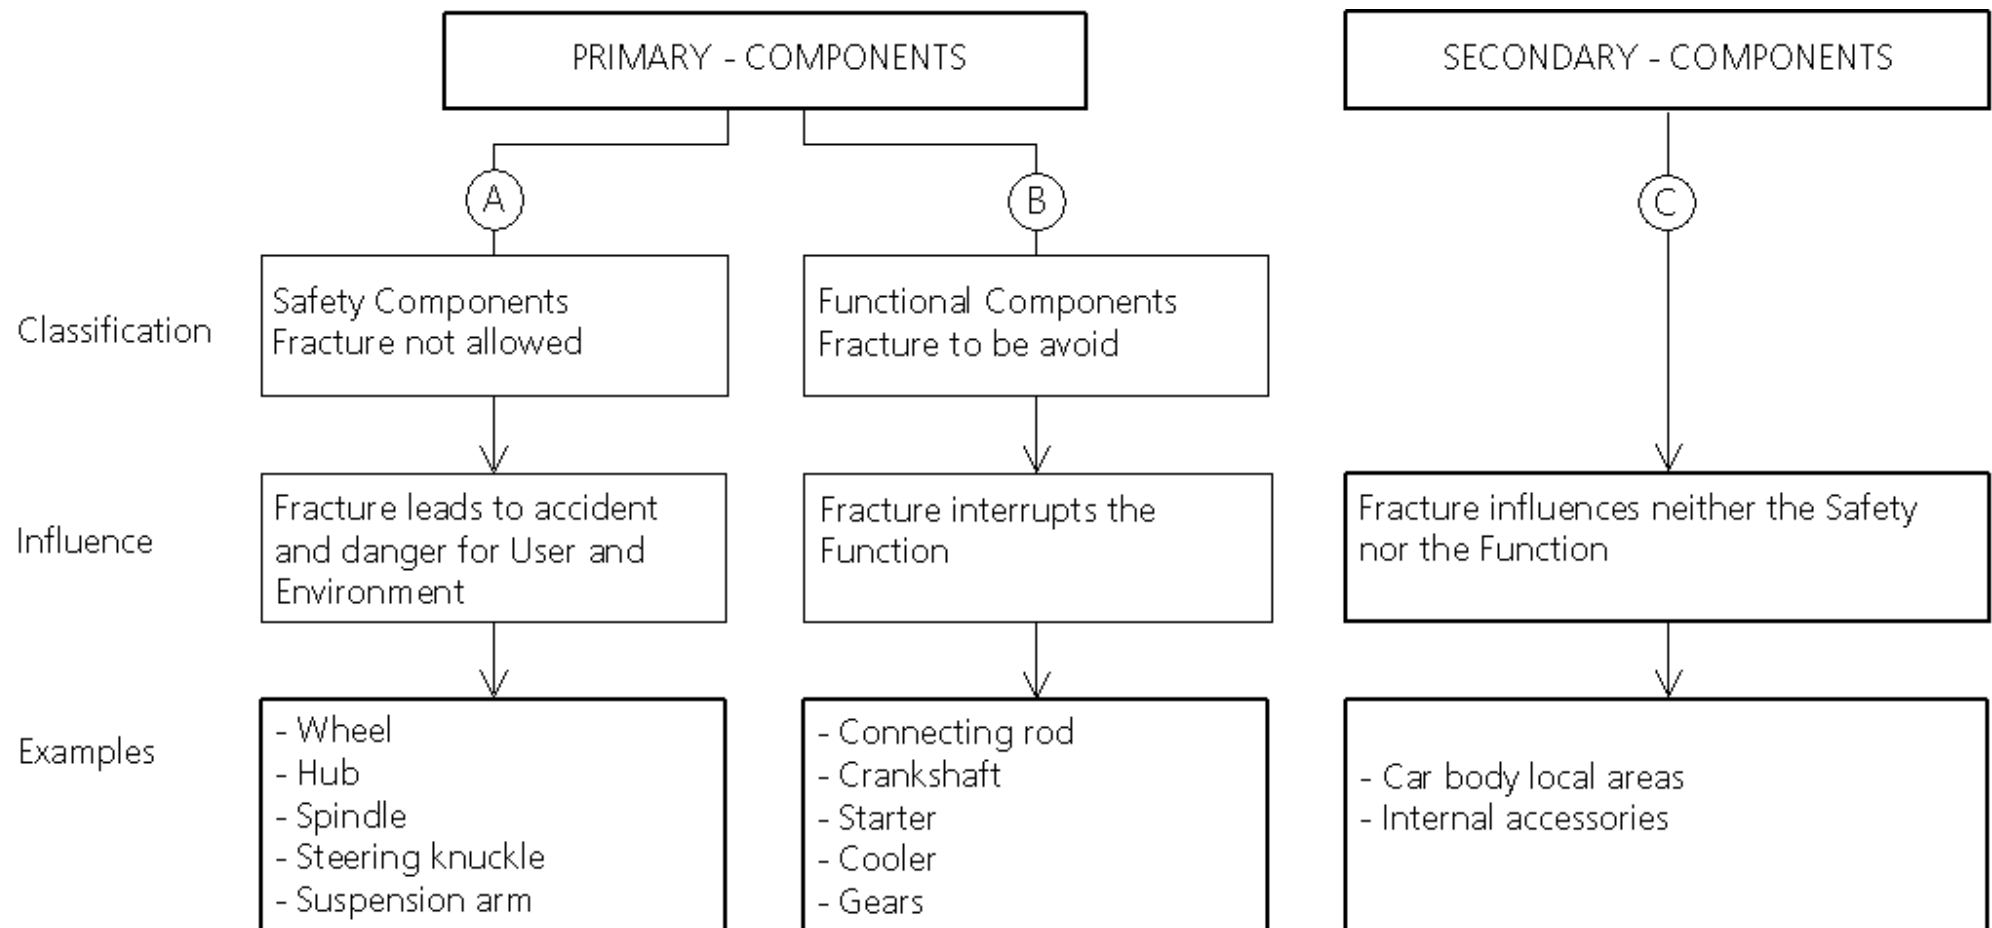 PRIMARY - COMPONENTS
SECONDARY - COMPONENTS
A
B
C
Classification
Safety Components
Fracture not allowed
Functional Components
Fracture to be avoid
Influence
Fracture leads to accident
and danger for User and
Environment
Fracture interrupts the
Function
Fracture influences neither the Safety
nor the Function
Examples
- Wheel
- Hub
- Spindle
- Steering knuckle
- Suspension arm
- Connecting rod
- Crankshaft
- Starter
- Cooler
- Gears
- Car body local areas
- Internal accessories